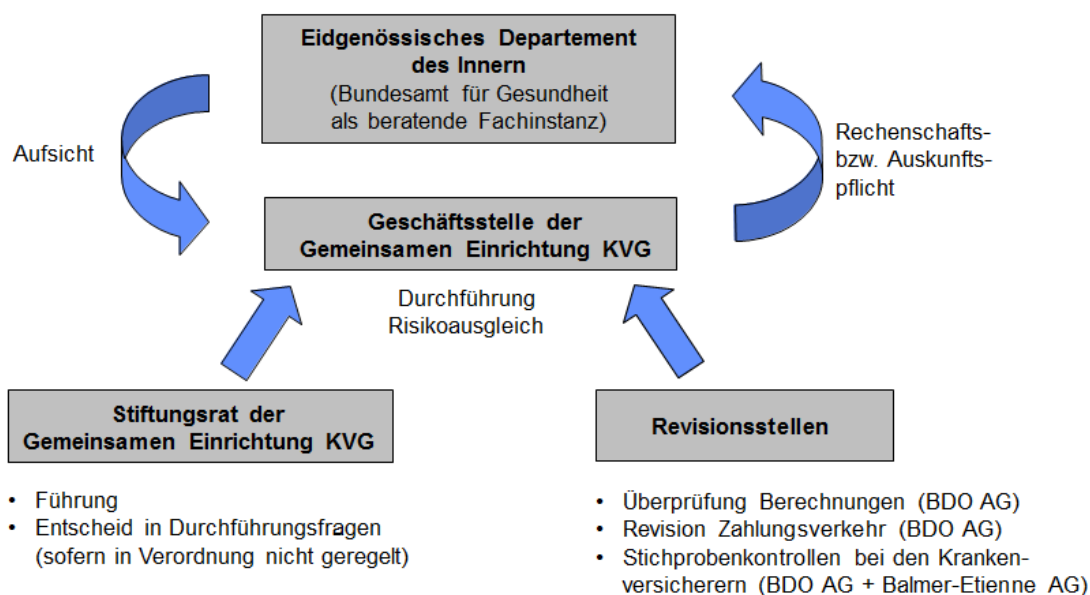 Eidgenössisches Departement
des Innern
(Bundesamt für Gesundheit
als beratende Fachinstanz)
Aufsicht
Rechenschafts-
bzw. Auskunfts-
pflicht
Geschäftsstelle der
Gemeinsamen Einrichtung KVG
Durchführung
Risikoausgleich
Stiftungsrat der
Gemeinsamen Einrichtung KVG
• Führung
• Entscheid in Durchführungsfragen
(sofern in Verordnung nicht geregelt)
Revisionsstellen
• Überprüfung Berechnungen (BDO AG)
• Revision Zahlungsverkehr (BDO AG)
• Stichprobenkontrollen bei den Kranken-
versicherern (BDO AG + Balmer-Etienne AG)